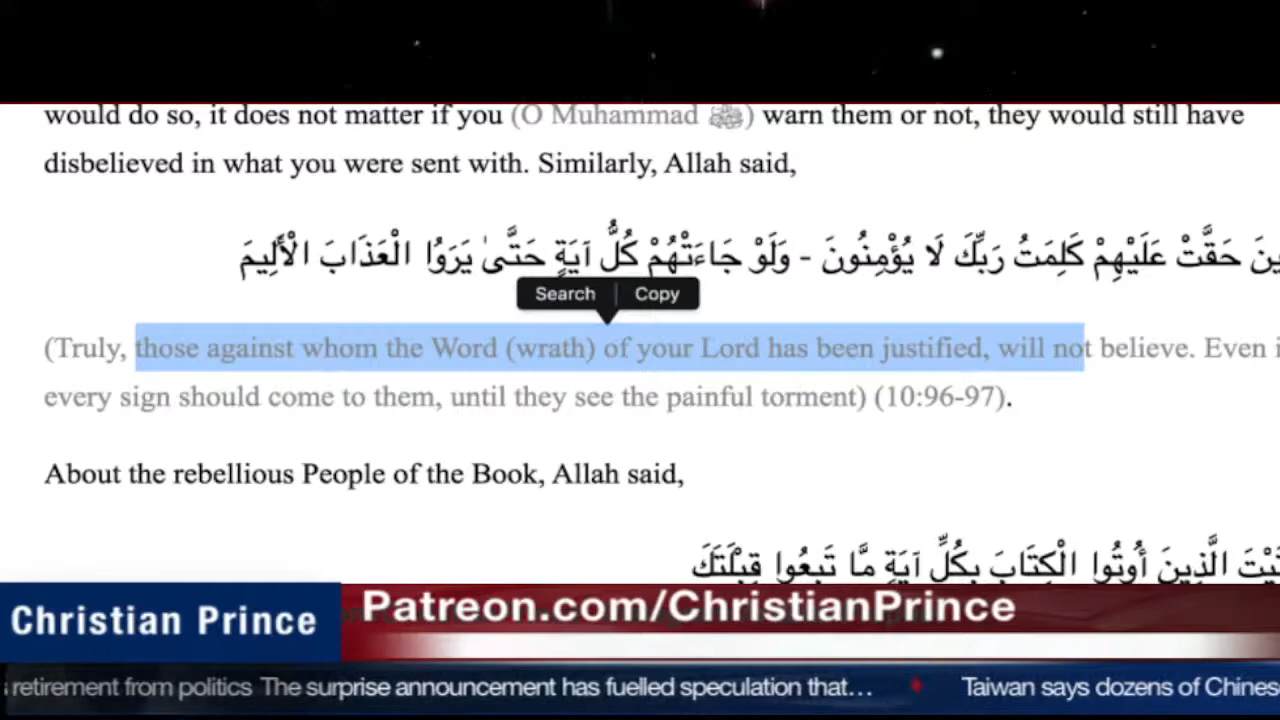 would do so, it does not matter if you (O Muhammad ﷺ) warn them or not, they would still have
disbelieved in what you were sent with. Similarly, Allah said,
حَقَّتْ عَلَيْهِمْ كَلِمَتُ رَبِّكَ لَا يُؤْمِنُونَ - وَلَوْ جَاءَتْهُمْ كُلُّ آيَةٍ حَتَّىٰ يَرَوُا الْعَذَابَ الْأَلِيمَ
Search Copy
(Truly, those against whom the Word (wrath) of your Lord has been justified, will not believe. Even
every sign should come to them, until they see the painful torment) (10:96-97).
About the rebellious People of the Book, Allah said,
الَّذِينَ أُوتُوا الْكِتَابَ بِكُلِّ آيَةٍ مَّا تَبِعُوا قِبْلَتَكَ
Patreon.com/ChristianPrince
Christian Prince
retirement from politics The surprise announcement has fuelled speculation that... Taiwan says dozens of Chines